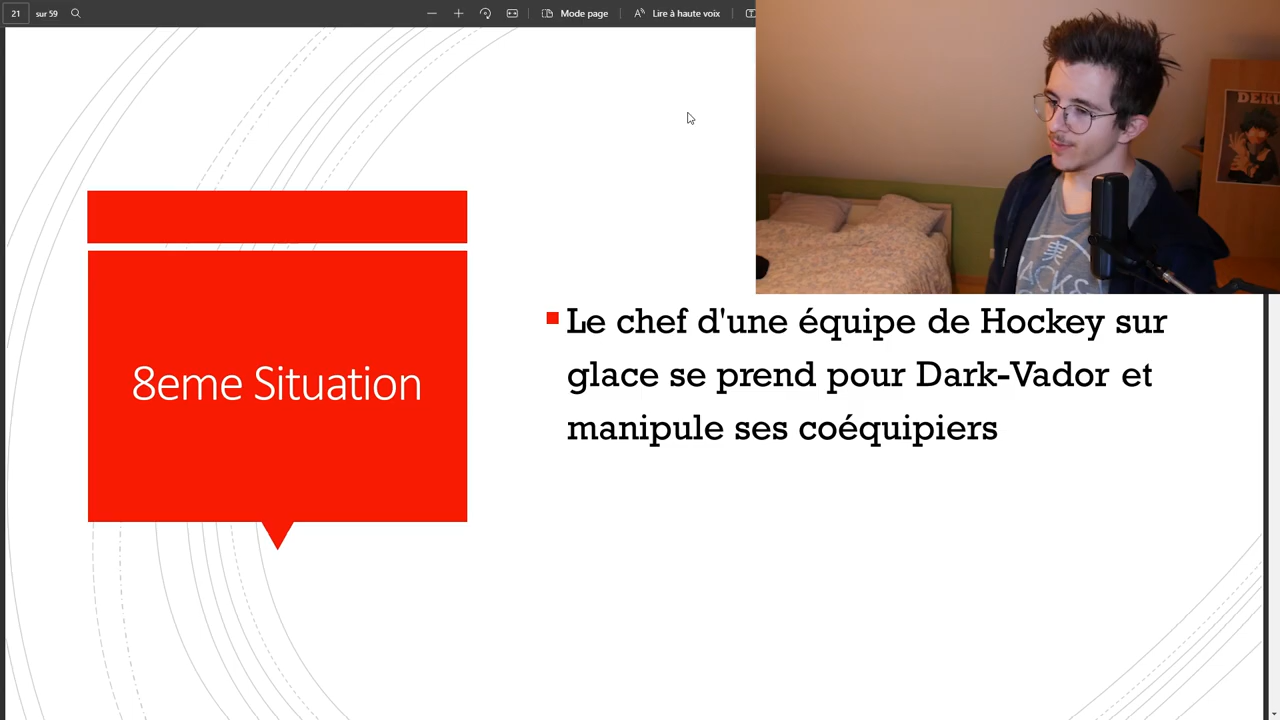 21 sur 59 Mode page Lire à haute voix
DEKU
8eme Situation
Le chef d'une équipe de Hockey sur
glace se prend pour Dark-Vador et
manipule ses coéquipiers